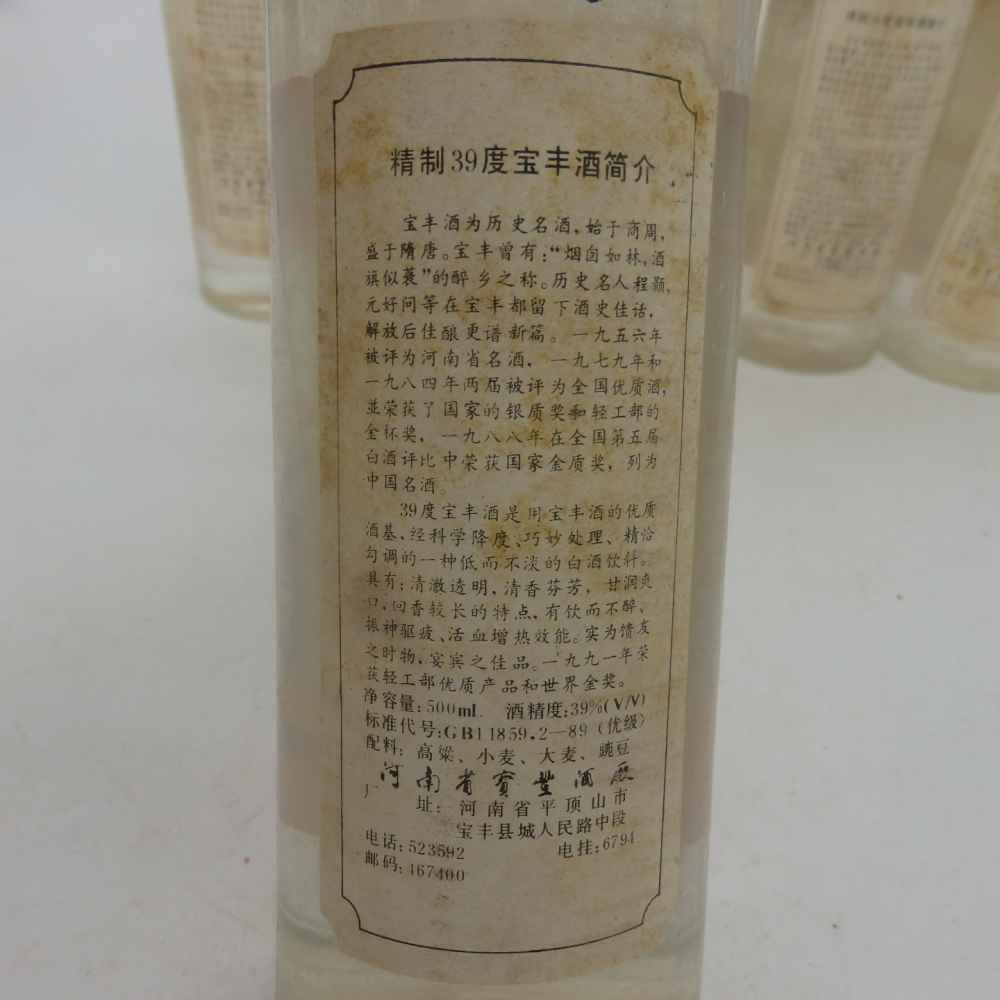 精制39度宝丰酒简介
宝丰酒为历史名酒,始于商周,
盛于隋唐。宝丰曾有:“烟囱如林,酒
旗似蓑”的醉乡之称。历史名人程颢,
元好问等在宝丰都留下酒史佳话,
解放后佳酿更谱新篇。一九五六年
被评为河南省名酒,一九七九年和
一九八四年两届被评为全国优质酒,
並荣获了国家的银质奖和轻工部的
金杯奖,一九八八年在全国第五届
白酒评比中荣获国家金质奖,列为
中国名酒。
39度宝丰酒是用宝丰酒的优质
酒基,经科学降度、巧妙处理、精恰
勾调的一种低而不淡的白酒饮料。
具有:清澈透明,清香芬芳,甘润爽
口,回香较长的特点,有饮而不醉、
振神驱疲、活血增热效能。实为馈友
之时物,宴宾之佳品。一九九一年荣
获轻工部优质产品和世界金奖。
净容量:500ml. 酒精度:39%(V/V)
标准代号:GB11859.2—89(优级)
配料:高粱、小麦、大麦、豌豆
河南省寳豐酒厰
厂 址:河南省平顶山市
宝丰县城人民路中段
电话:523592 电挂:6794
邮码:467400